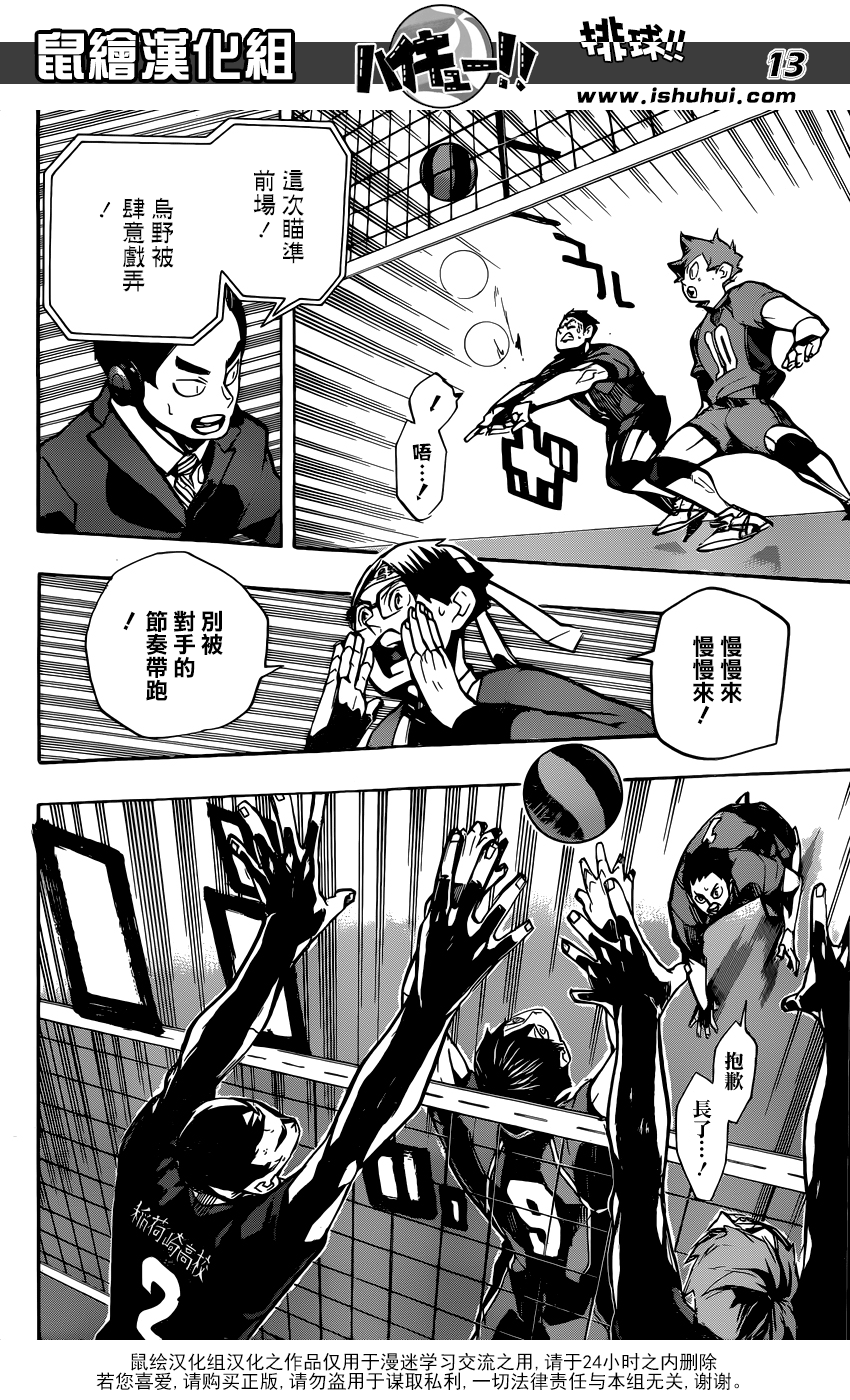 鼠繪漢化組
ハイキュー!!
排球!!
13
www.ishuhui.com
這次瞄準
前場！
烏野被
肆意戲弄
！
10
唔…！
慢慢來
慢慢來！
別被
對手的
節奏帶跑
！
抱歉
長了…！
稲荷崎高校
2
9
鼠绘汉化组汉化之作品仅用于漫迷学习交流之用, 请于24小时之内删除
若您喜爱, 请购买正版, 请勿盗用于谋取私利, 一切法律责任与本组无关, 谢谢。